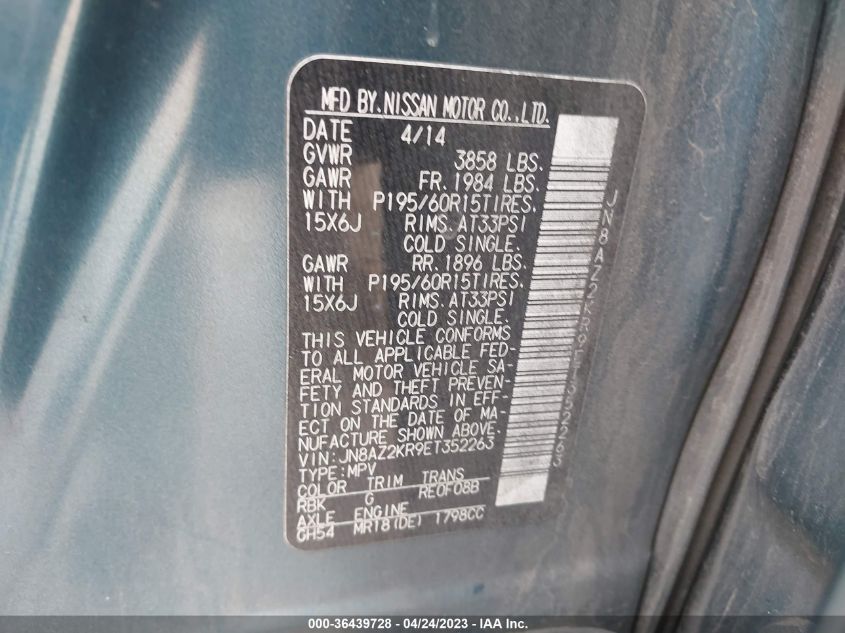 MFD BY.NISSAN MOTOR CO.,LTD.
DATE 4/14
GVWR 3858 LBS.
GAWR FR.1984 LBS.
WITH P195/60R15TIRES.
15X6J RIMS.AT33PSI
COLD SINGLE.
GAWR RR.1896 LBS.
WITH P195/60R15TIRES.
15X6J RIMS.AT33PSI
COLD SINGLE.
THIS VEHICLE CONFORMS
TO ALL APPLICABLE FED-
ERAL MOTOR VEHICLE SA-
FETY AND THEFT PREVEN-
TION STANDARDS IN EFF-
ECT ON THE DATE OF MA-
NUFACTURE SHOWN ABOVE.
VIN:JN8AZ2KR9ET352263
TYPE:MPV
COLOR TRIM TRANS
RBK G RE0F08B
AXLE ENGINE
GH54 MR18(DE) 1798CC
JN8AZ2KR9ET352263
000-36439728 - 04/24/2023 - IAA Inc.